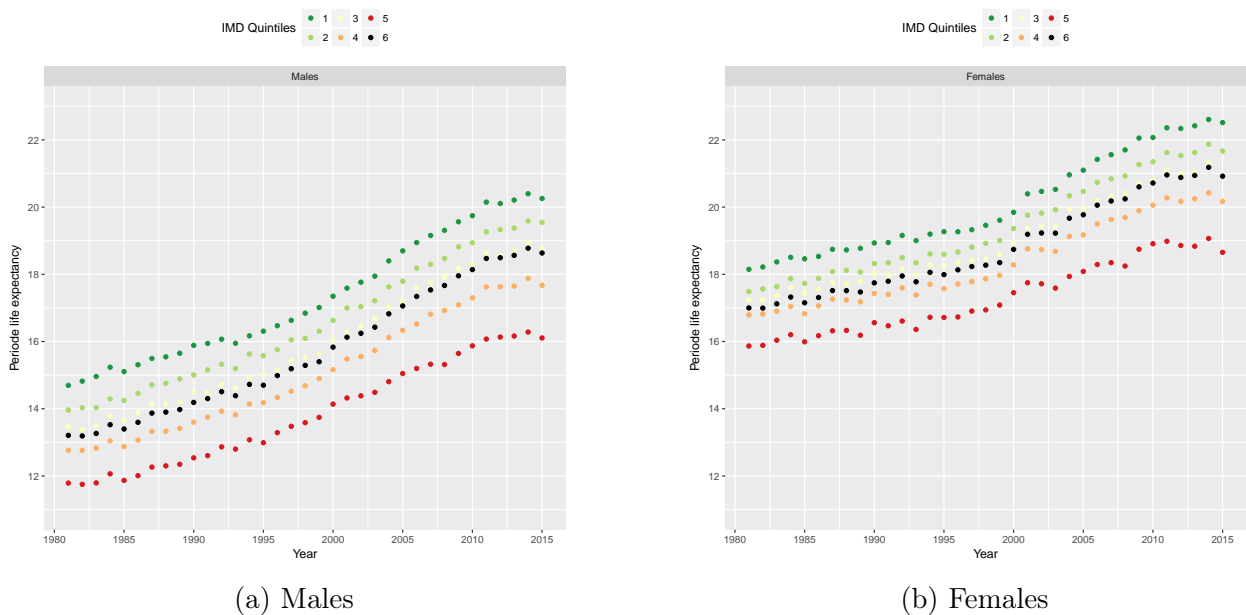 IMD Quintiles 1 3 5
2 4 6
Males
22
20
18
16
14
12
Periode life expectancy
1980 1985 1990 1995 2000 2005 2010 2015
Year
(a) Males
IMD Quintiles 1 3 5
2 4 6
Females
22
20
18
16
14
12
Periode life expectancy
1980 1985 1990 1995 2000 2005 2010 2015
Year
(b) Females